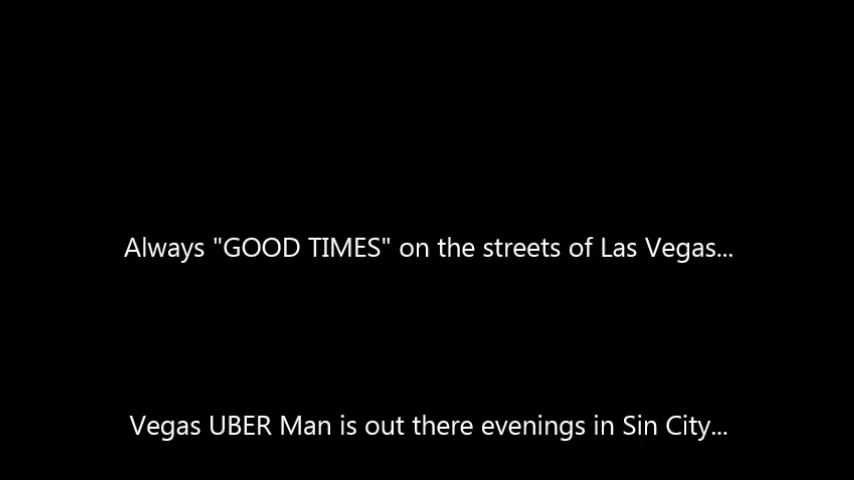 Always "GOOD TIMES" on the streets of Las Vegas...
Vegas UBER Man is out there evenings in Sin City...